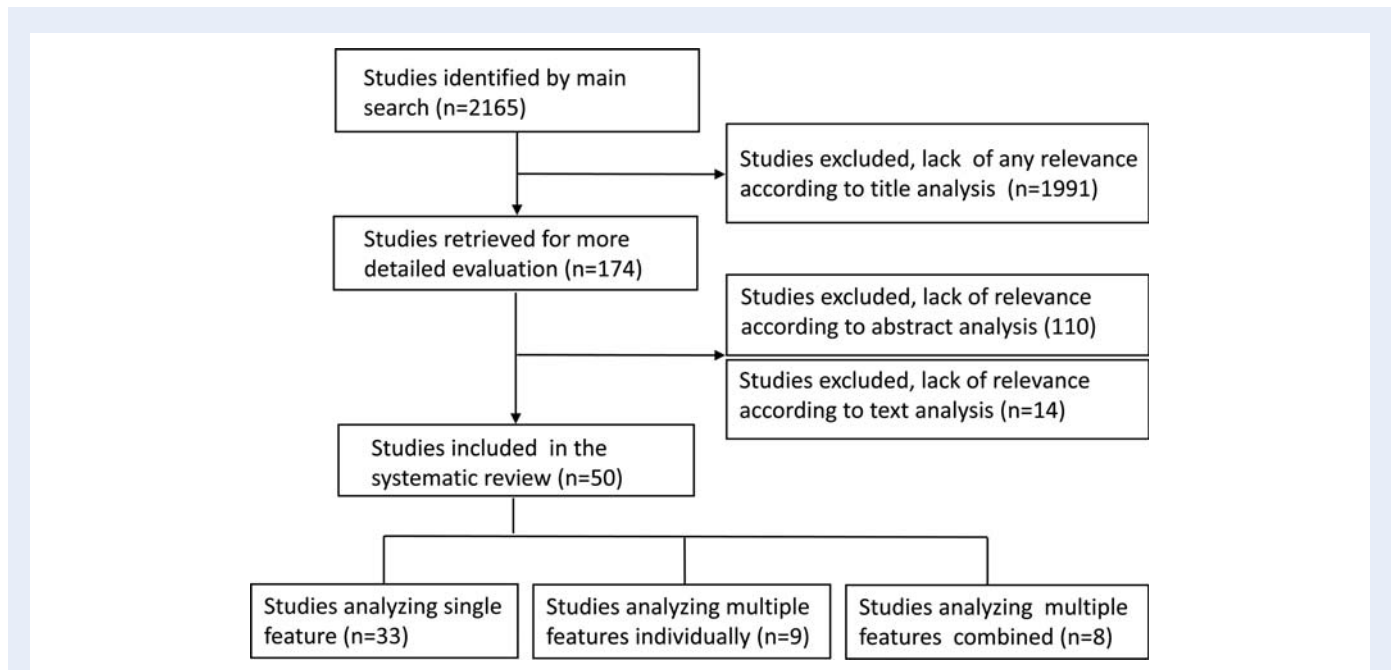 Studies identified by main
search (n=2165)
Studies excluded, lack of any relevance
according to title analysis (n=1991)
Studies retrieved for more
detailed evaluation (n=174)
Studies excluded, lack of relevance
according to abstract analysis (110)
Studies excluded, lack of relevance
according to text analysis (n=14)
Studies included in the
systematic review (n=50)
Studies analyzing single
feature (n=33)
Studies analyzing multiple
features individually (n=9)
Studies analyzing multiple
features combined (n=8)